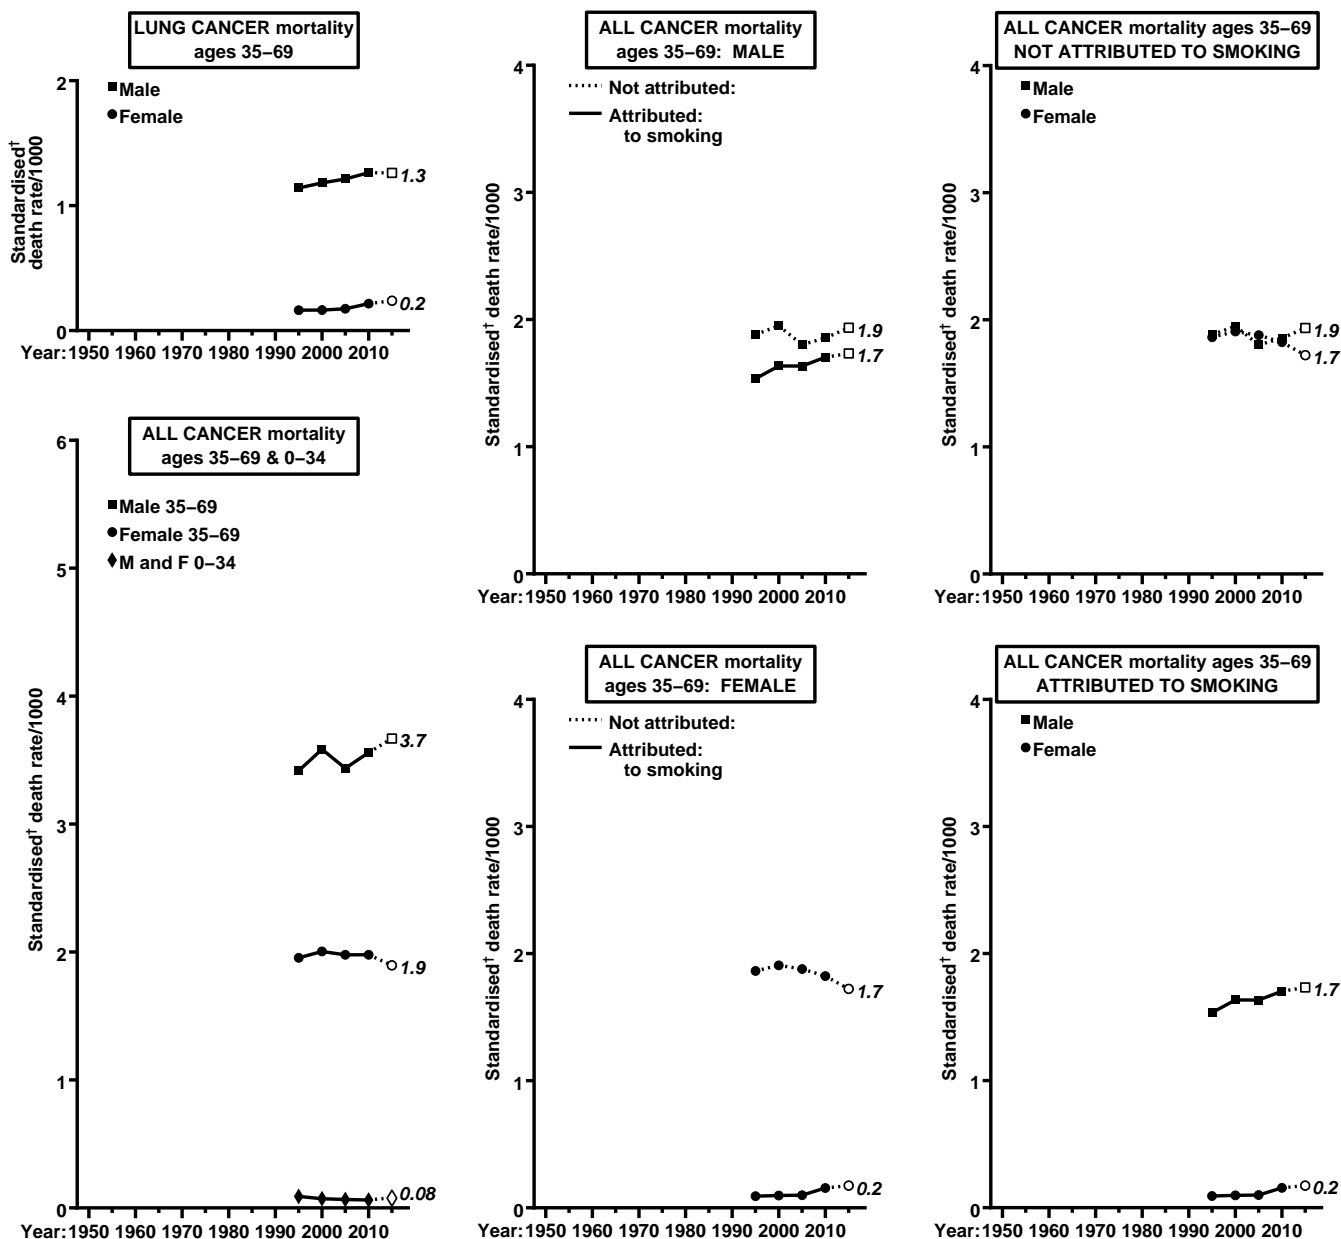 LUNG CANCER mortality
ages 35–69
2
Male
Female
Standardised†
death rate/1000
1.3
1
0.2
0
Year: 1950 1960 1970 1980 1990 2000 2010
ALL CANCER mortality
ages 35–69 & 0–34
6
Male 35–69
Female 35–69
M and F 0–34
5
4
3.7
Standardised† death rate/1000
3
2
1.9
1
0.08
0
Year: 1950 1960 1970 1980 1990 2000 2010
ALL CANCER mortality
ages 35–69: MALE
4
Not attributed:
Attributed:
to smoking
3
Standardised† death rate/1000
2
1.9
1.7
1
0
Year: 1950 1960 1970 1980 1990 2000 2010
ALL CANCER mortality
ages 35–69: FEMALE
4
Not attributed:
Attributed:
to smoking
3
Standardised† death rate/1000
2
1.7
1
0.2
0
Year: 1950 1960 1970 1980 1990 2000 2010
ALL CANCER mortality ages 35–69
NOT ATTRIBUTED TO SMOKING
4
Male
Female
3
Standardised† death rate/1000
2
1.9
1.7
1
0
Year: 1950 1960 1970 1980 1990 2000 2010
ALL CANCER mortality ages 35–69
ATTRIBUTED TO SMOKING
4
Male
Female
3
Standardised† death rate/1000
2
1.7
1
0.2
0
Year: 1950 1960 1970 1980 1990 2000 2010